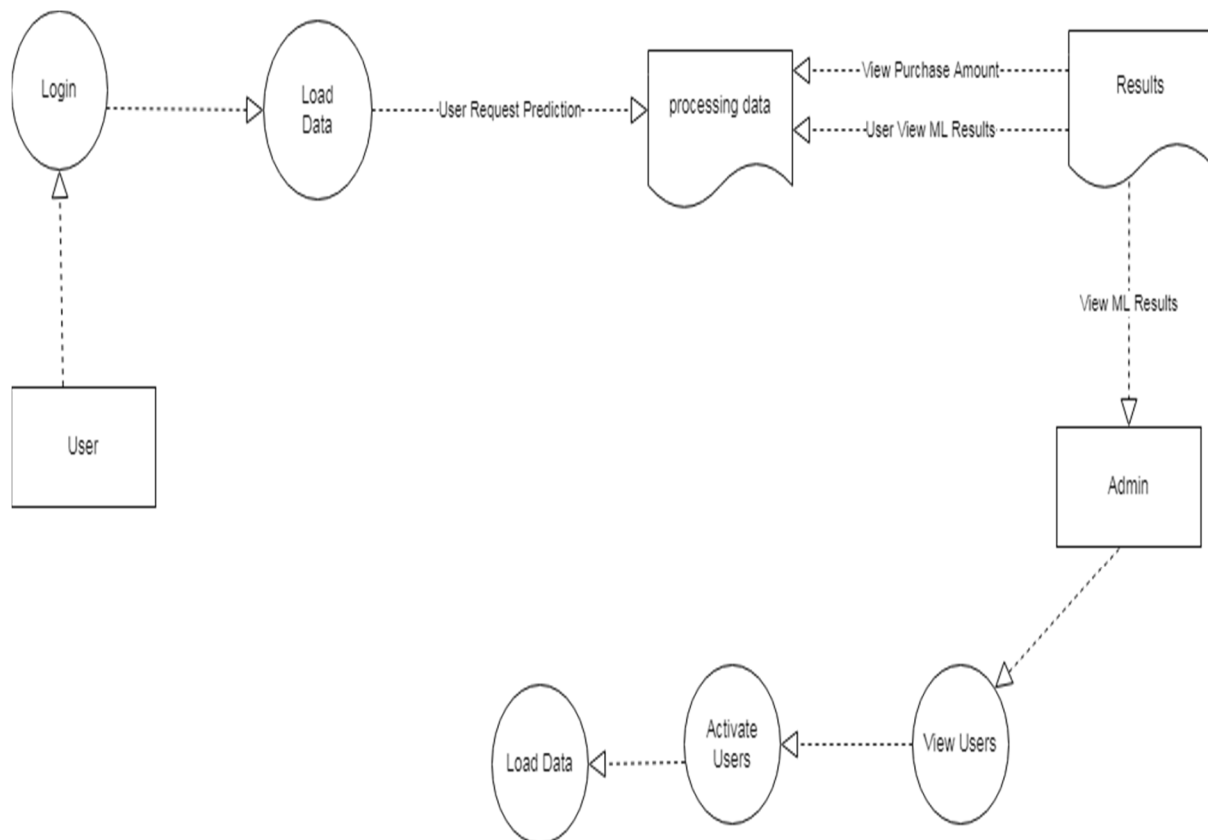 Login
Load
Data
User Request Prediction
processing data
View Purchase Amount
User View ML Results
Results
View ML Results
User
Admin
Load Data
Activate
Users
View Users